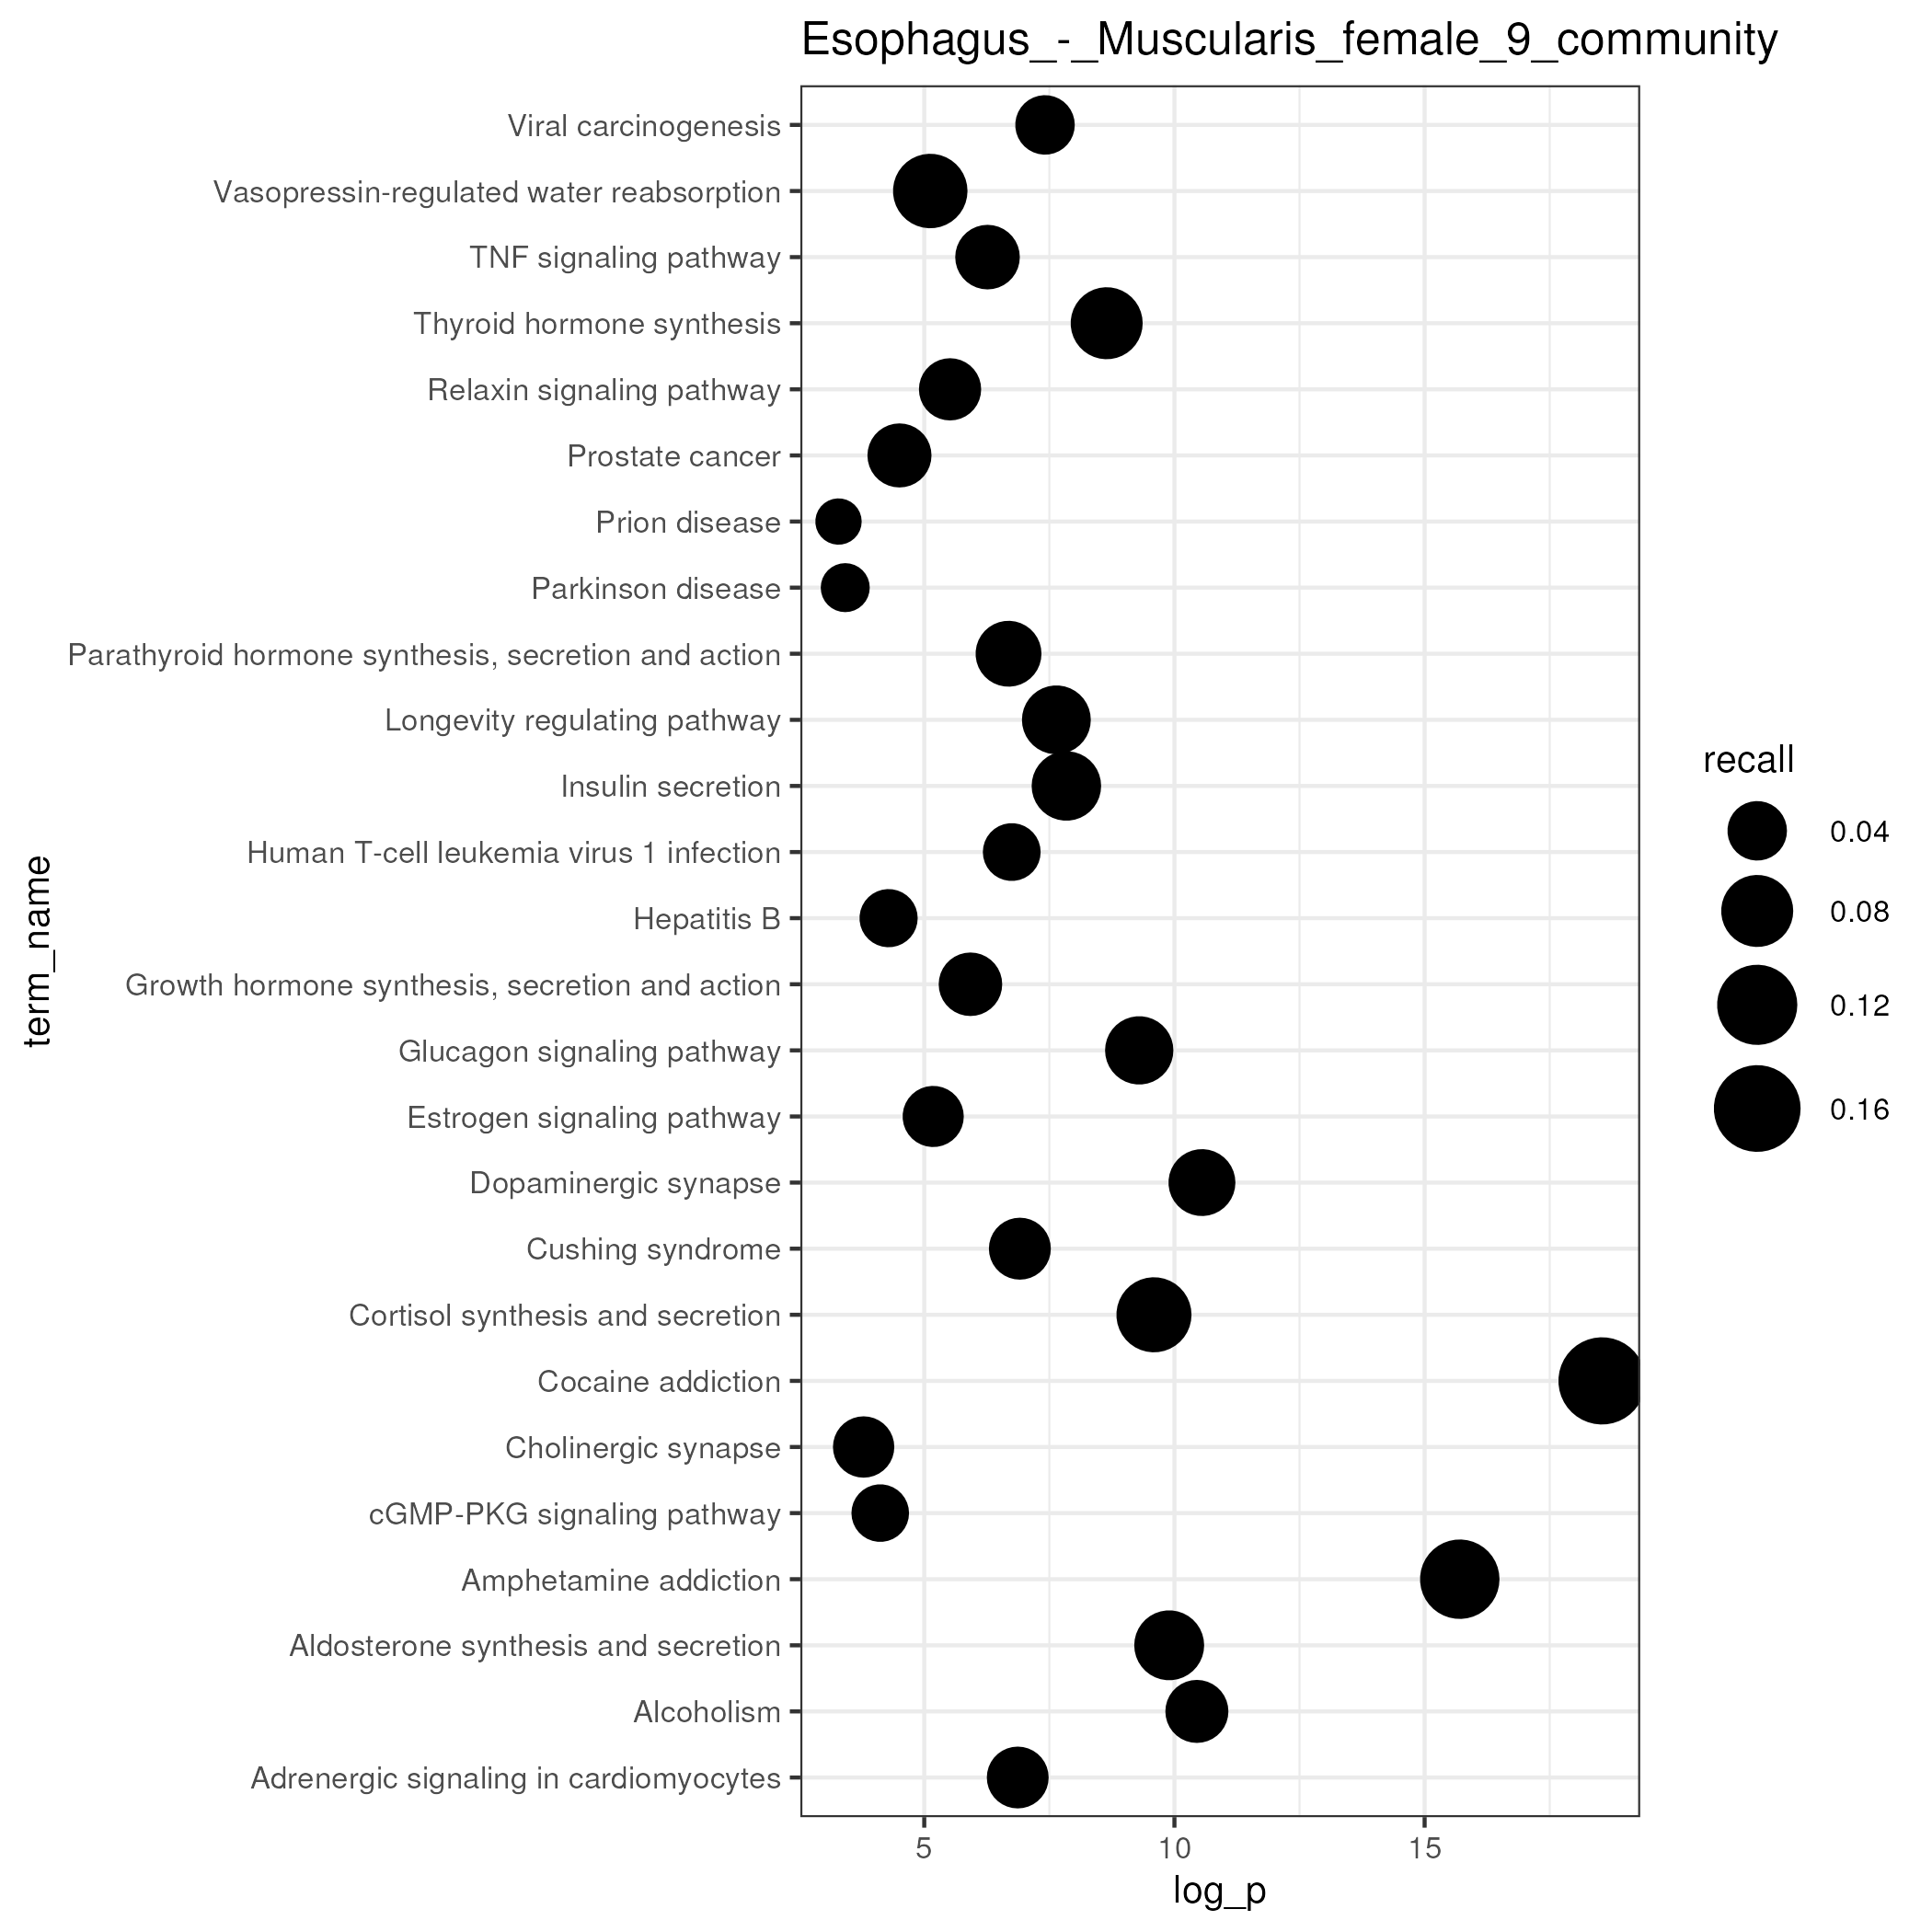 Esophagus_-_Muscularis_female_9_community
Viral carcinogenesis
Vasopressin-regulated water reabsorption
TNF signaling pathway
Thyroid hormone synthesis
Relaxin signaling pathway
Prostate cancer
Prion disease
Parkinson disease
Parathyroid hormone synthesis, secretion and action
Longevity regulating pathway
Insulin secretion
Human T-cell leukemia virus 1 infection
Hepatitis B
Growth hormone synthesis, secretion and action
Glucagon signaling pathway
Estrogen signaling pathway
Dopaminergic synapse
Cushing syndrome
Cortisol synthesis and secretion
Cocaine addiction
Cholinergic synapse
cGMP-PKG signaling pathway
Amphetamine addiction
Aldosterone synthesis and secretion
Alcoholism
Adrenergic signaling in cardiomyocytes
term_name
5 10 15
log_p
recall
0.04
0.08
0.12
0.16